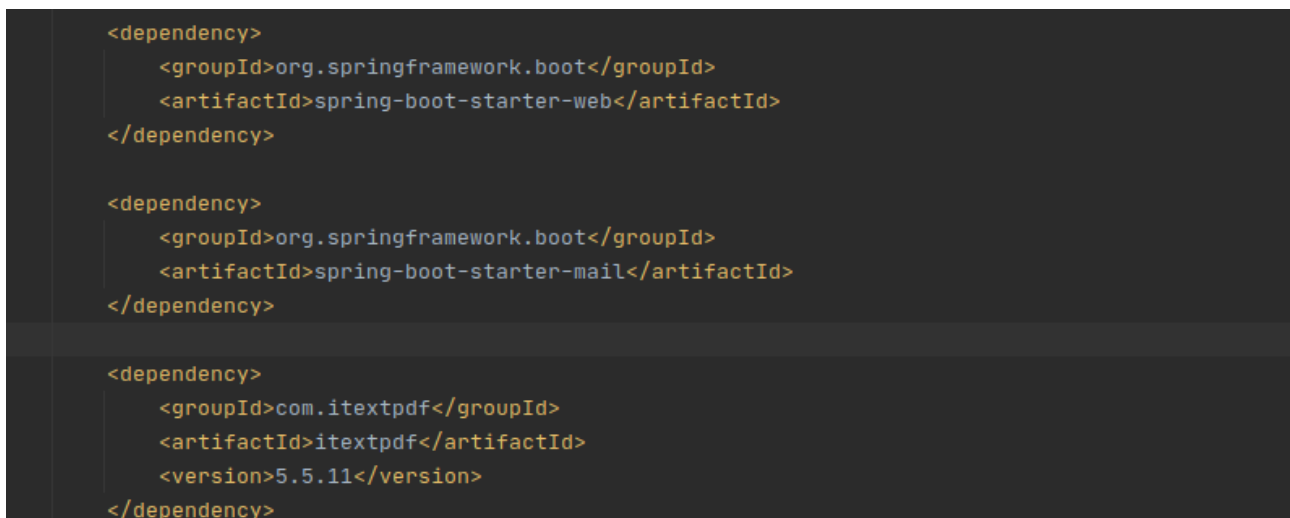 <dependency>
<groupId>org.springframework.boot</groupId>
<artifactId>spring-boot-starter-web</artifactId>
</dependency>
<dependency>
<groupId>org.springframework.boot</groupId>
<artifactId>spring-boot-starter-mail</artifactId>
</dependency>
<dependency>
<groupId>com.itextpdf</groupId>
<artifactId>itextpdf</artifactId>
<version>5.5.11</version>
</dependency>